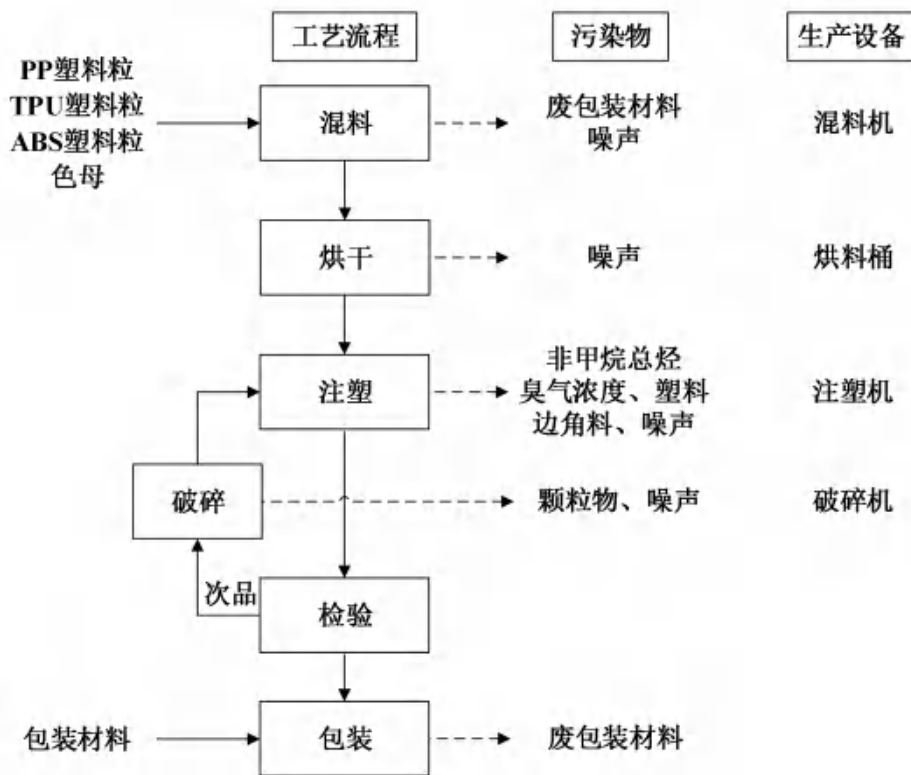 工艺流程 污染物 生产设备
PP塑料粒
TPU塑料粒
ABS塑料粒
色母
混料
废包装材料
噪声
混料机
烘干
噪声
烘料桶
注塑
非甲烷总烃
臭气浓度、塑料
边角料、噪声
注塑机
破碎
颗粒物、噪声
破碎机
次品
检验
包装材料
包装
废包装材料